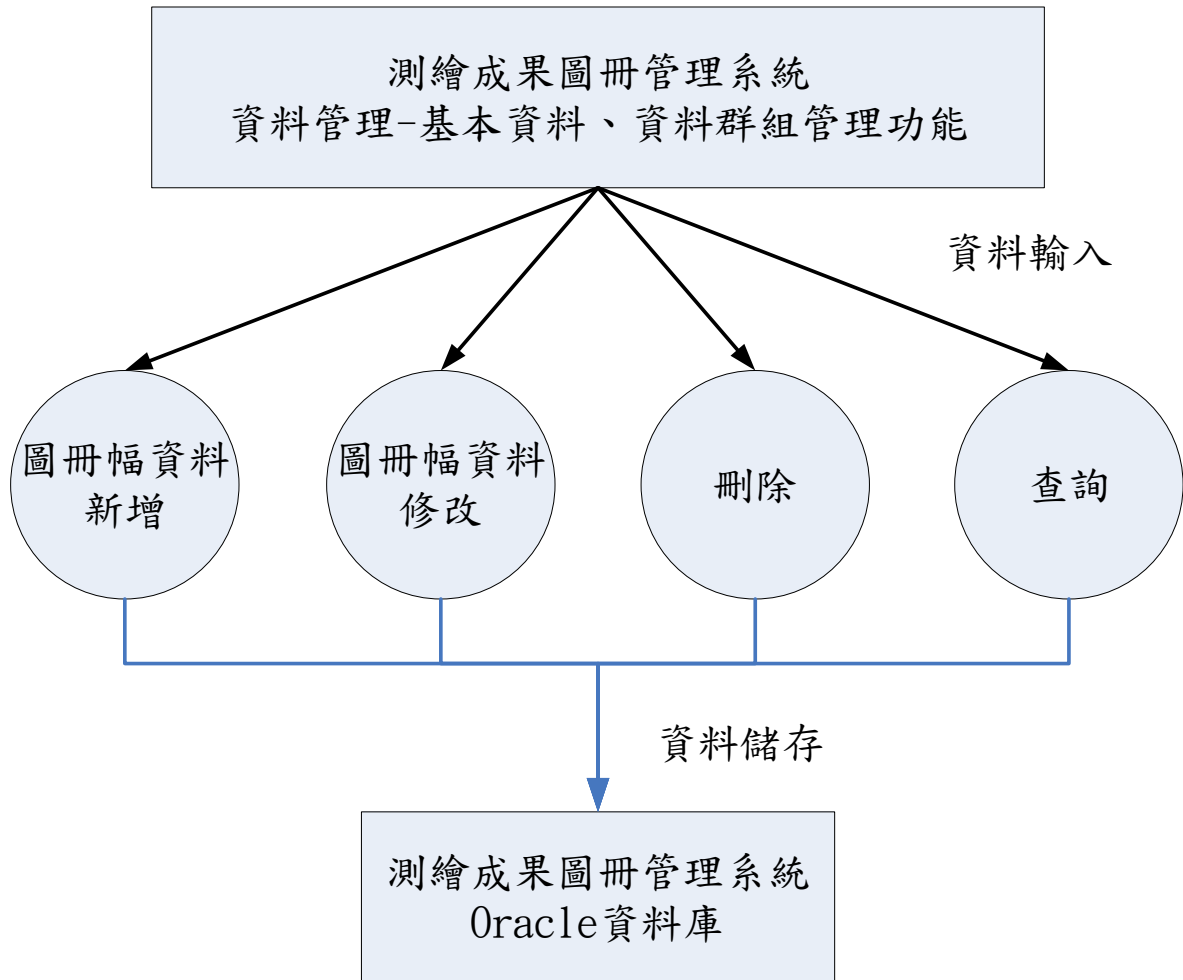 測繪成果圖冊管理系統
資料管理-基本資料、資料群組管理功能
資料輸入
圖冊幅資料
新增
圖冊幅資料
修改
刪除
查詢
資料儲存
測繪成果圖冊管理系統
Oracle資料庫